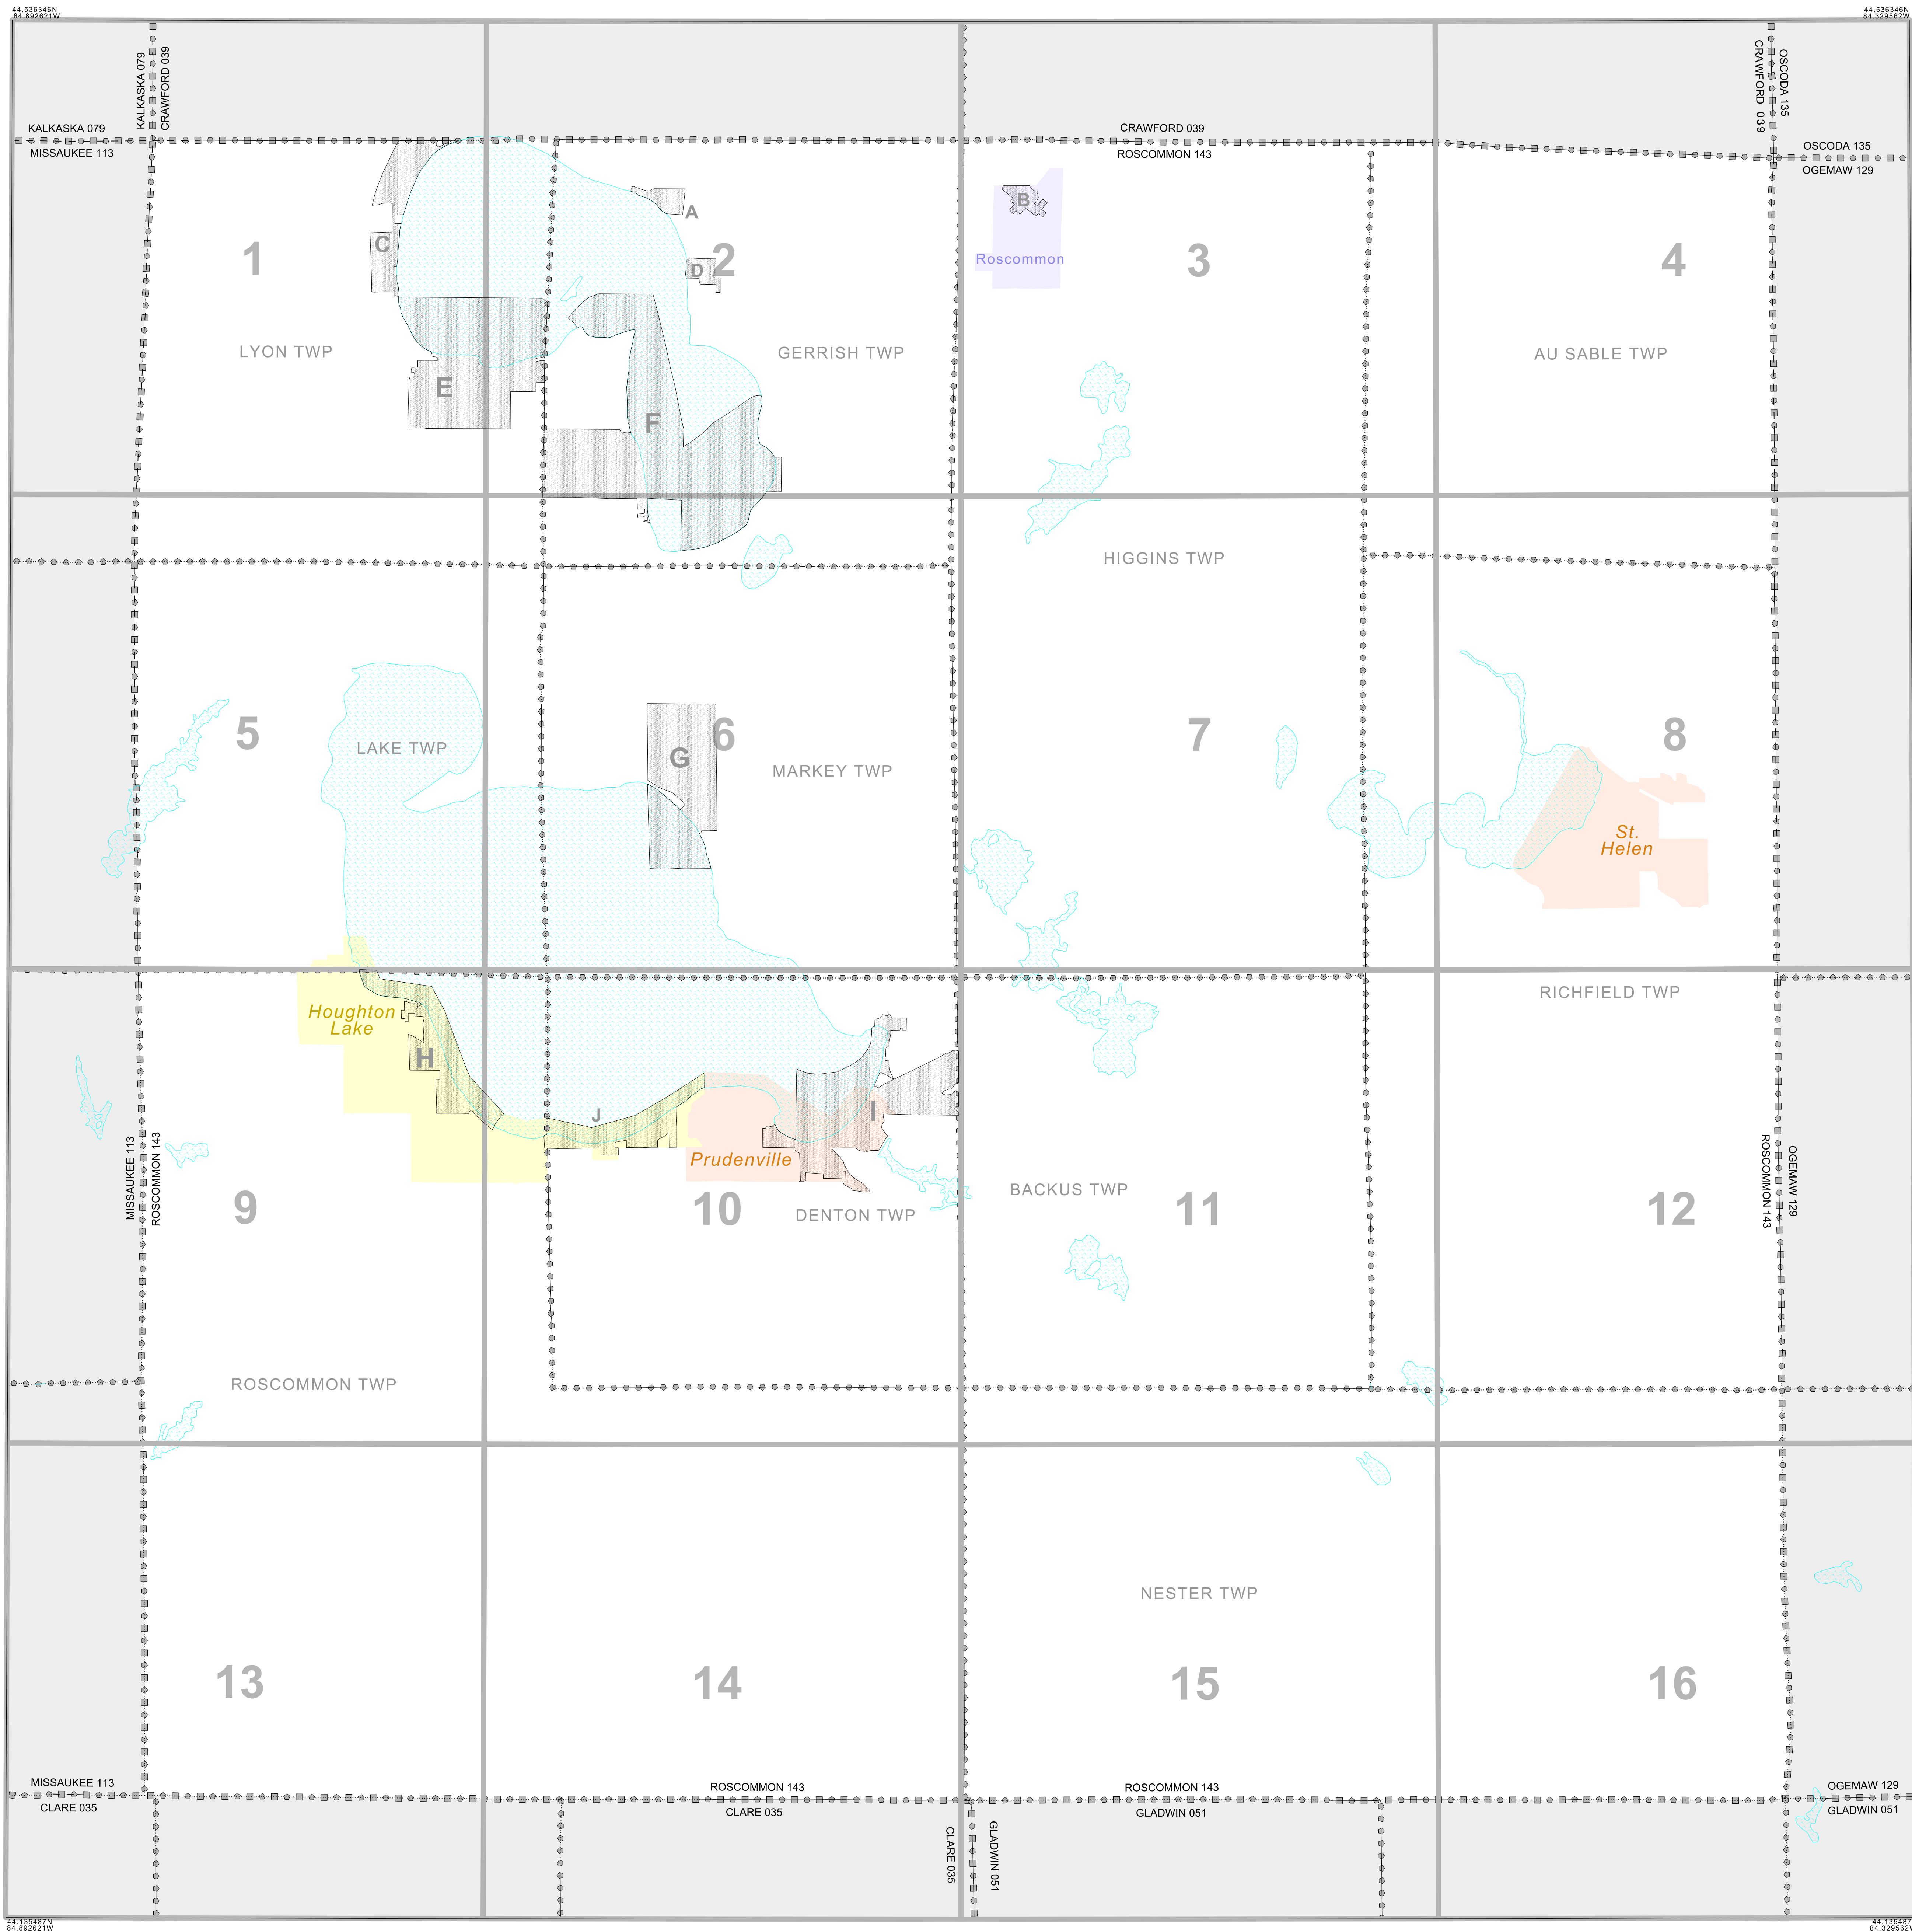 44.536346N
84.892621W
44.536346N
84.329562W
KALKASKA 079
CRAWFORD 039
CRAWFORD 039
OSCODA 135
KALKASKA 079
MISSAUKEE 113
CRAWFORD 039
ROSCOMMON 143
OSCODA 135
OGEMAW 129
A
B
C
D
1
2
3
4
Roscommon
LYON TWP
GERRISH TWP
AU SABLE TWP
E
F
HIGGINS TWP
5
LAKE TWP
6
G
MARKEY TWP
7
8
St.
Helen
RICHFIELD TWP
Houghton
Lake
H
J
I
Prudenville
MISSAUKEE 113
ROSCOMMON 143
ROSCOMMON 143
OGEMAW 129
BACKUS TWP
9
10
DENTON TWP
11
12
ROSCOMMON TWP
NESTER TWP
13
14
15
16
MISSAUKEE 113
CLARE 035
ROSCOMMON 143
CLARE 035
ROSCOMMON 143
GLADWIN 051
OGEMAW 129
GLADWIN 051
CLARE 035
GLADWIN 051
44.135487N
84.892621W
44.135487
84.329562W